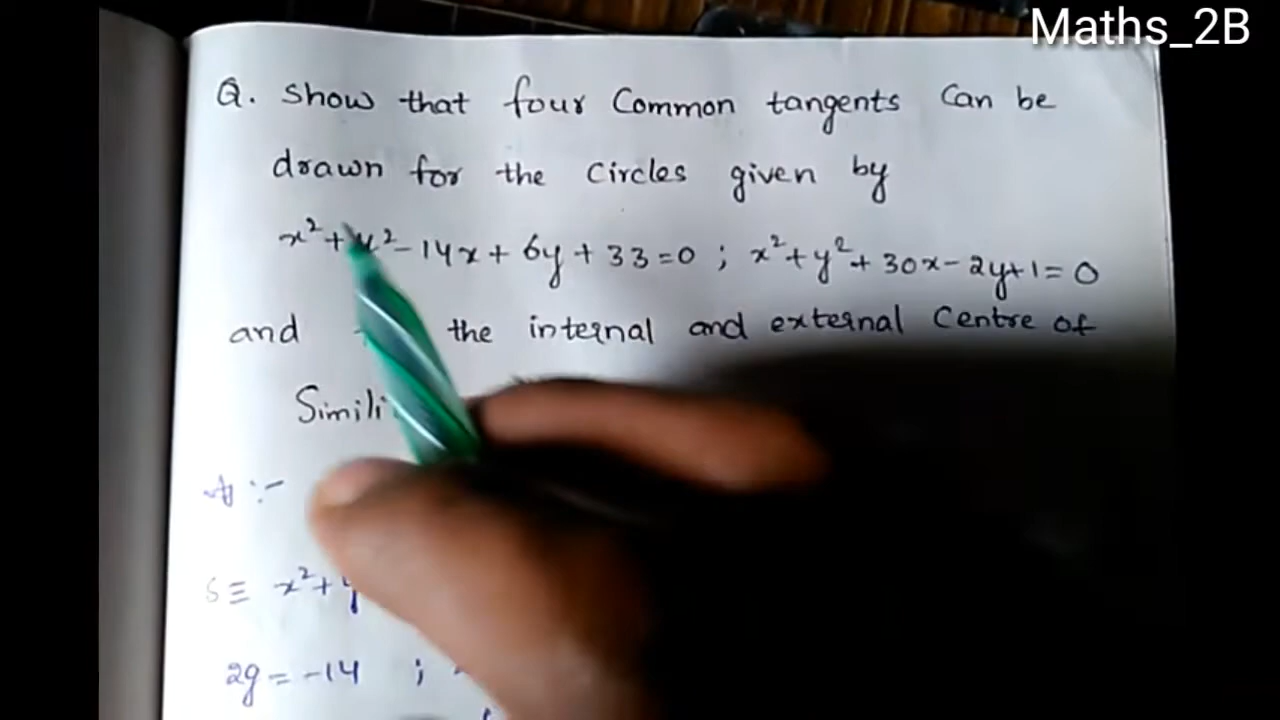 Maths_2B
Q. Show that four Common tangents Can be
drawn for the Circles given by
x²+y²-14x+6y+33=0 ; x²+y²+30x-2y+1=0
and the internal and external Centre of
S≡ x²+y
2g=-14 ;